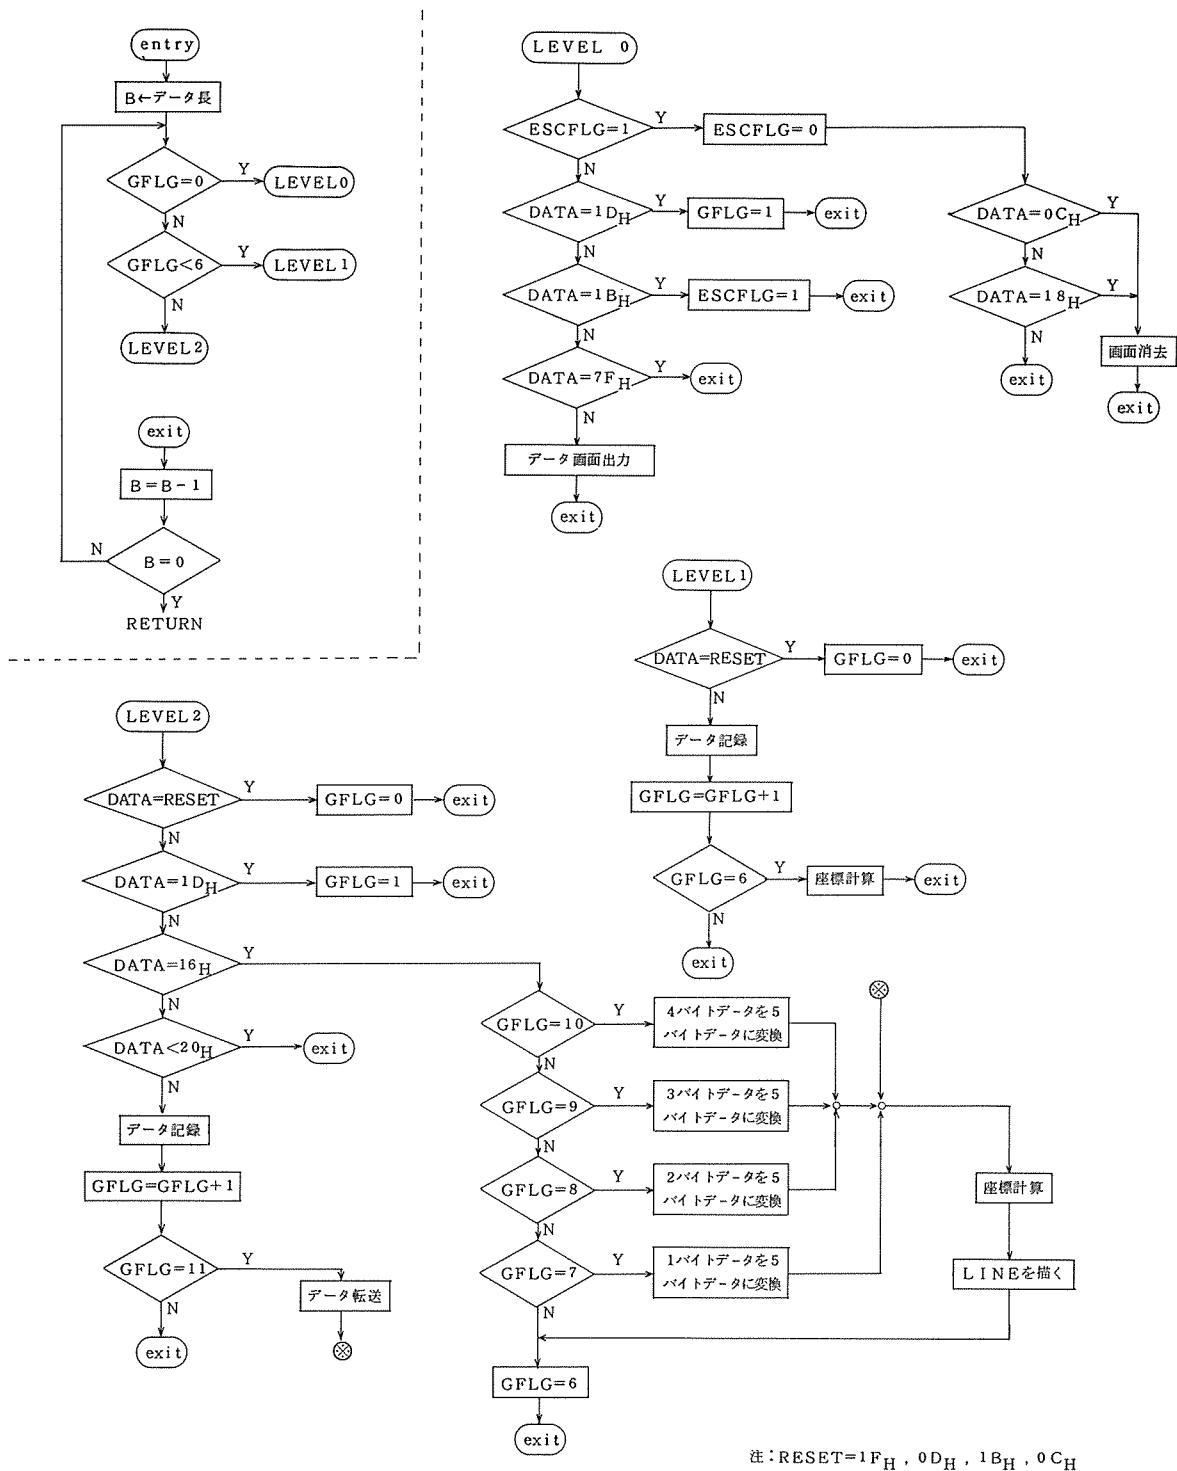 entry
B←データ長
GFLG=0
Y
LEVEL0
N
GFLG<6
Y
LEVEL1
N
LEVEL2
exit
B=B-1
B=0
N
Y
RETURN
LEVEL 0
ESCFLG=1
Y
ESCFLG=0
N
DATA=1DH
Y
GFLG=1
exit
N
DATA=1BH
Y
ESCFLG=1
exit
N
DATA=7FH
Y
exit
N
データ画面出力
exit
DATA=0CH
Y
N
DATA=18H
Y
N
exit
画面消去
exit
LEVEL1
DATA=RESET
Y
GFLG=0
exit
N
データ記録
GFLG=GFLG+1
GFLG=6
Y
座標計算
exit
N
exit
LEVEL2
DATA=RESET
Y
GFLG=0
exit
N
DATA=1DH
Y
GFLG=1
exit
N
DATA=16H
Y
N
DATA<20H
Y
exit
N
データ記録
GFLG=GFLG+1
GFLG=11
Y
データ転送
※
N
exit
GFLG=10
Y
4バイトデータを5
バイトデータに変換
※
N
GFLG=9
Y
3バイトデータを5
バイトデータに変換
N
GFLG=8
Y
2バイトデータを5
バイトデータに変換
N
GFLG=7
Y
1バイトデータを5
バイトデータに変換
N
座標計算
LINEを描く
GFLG=6
exit
注:RESET=1FH , 0DH , 1BH , 0CH